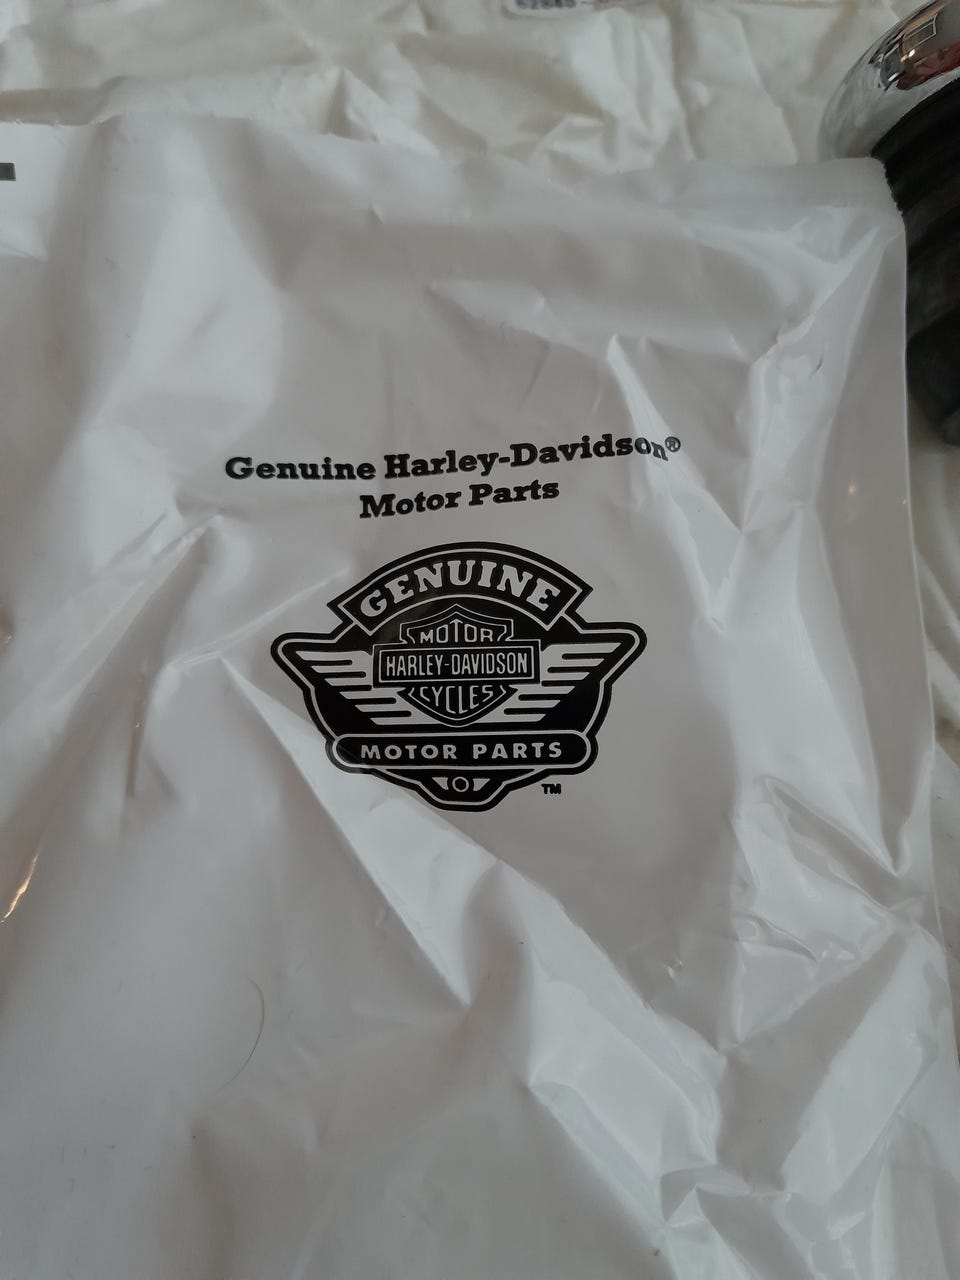 Genuine Harley-Davidson®
Motor Parts
GENUINE
MOTOR
HARLEY-DAVIDSON
CYCLES
MOTOR PARTS
TM